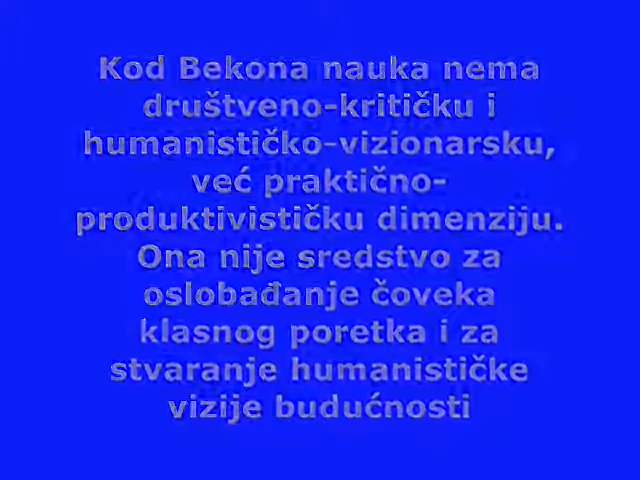 Kod Bekona nauka nema
društveno-kritičku i
humanističko-vizionarsku,
već praktično-
produktivističku dimenziju.
Ona nije sredstvo za
oslobađanje čoveka
klasnog poretka i za
stvaranje humanističke
vizije budućnosti